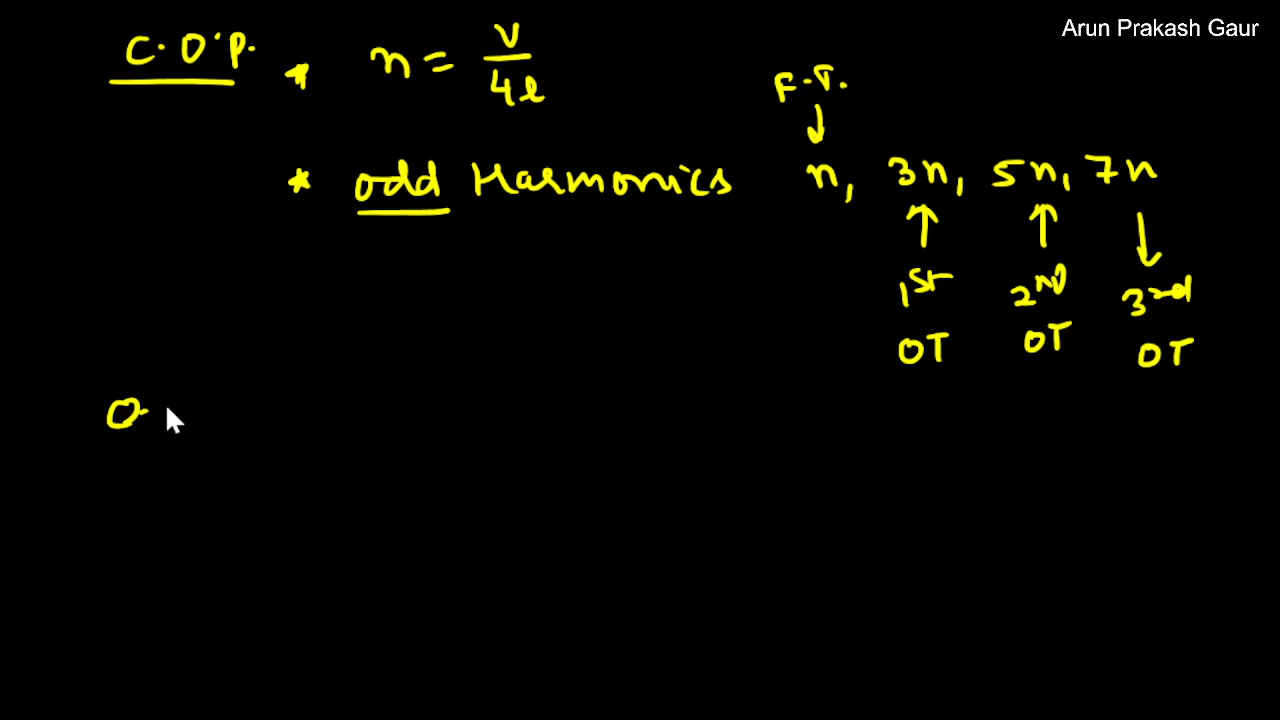 Arun Prakash Gaur
C.O.P. * n = v/4l
F.T.
↓
* odd Harmonics n, 3n, 5n, 7n
↑ ↑ ↓
1st 2nd 3rd
OT OT OT
O